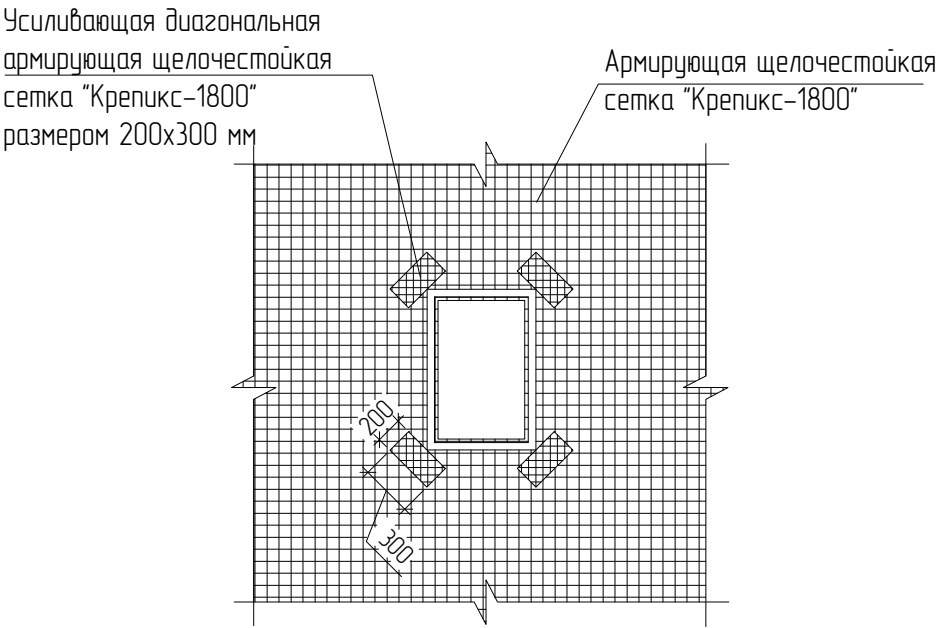 Усиливающая диагональная
армирующая щелочестойкая
сетка "Крепикс-1800"
размером 200х300 мм
Армирующая щелочестойкая
сетка "Крепикс-1800"
200
300